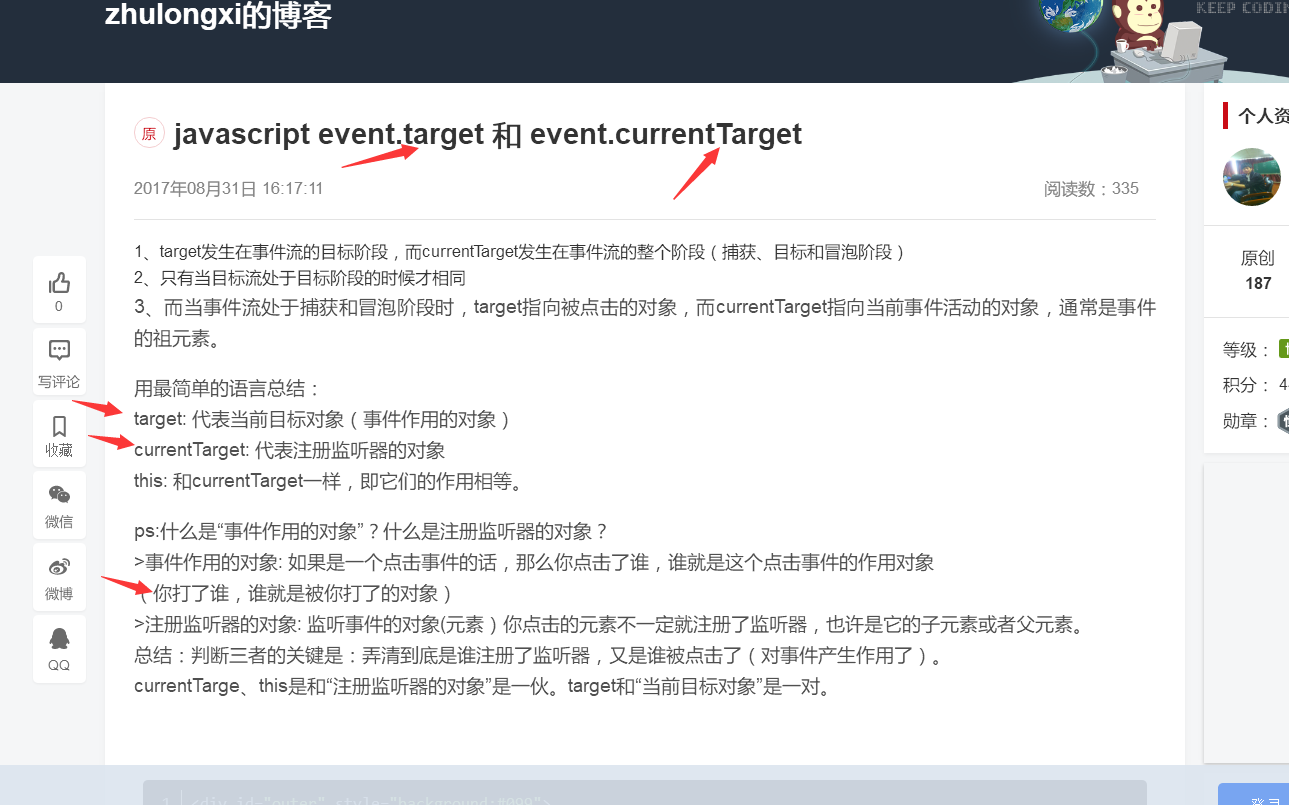 zhulongxi的博客
KEEP CODIN
原 javascript event.target 和 event.currentTarget
2017年08月31日 16:17:11
阅读数：335
1、target发生在事件流的目标阶段，而currentTarget发生在事件流的整个阶段（捕获、目标和冒泡阶段）
2、只有当目标流处于目标阶段的时候才相同
3、而当事件流处于捕获和冒泡阶段时，target指向被点击的对象，而currentTarget指向当前事件活动的对象，通常是事件
的祖元素。
用最简单的语言总结：
target: 代表当前目标对象（事件作用的对象）
currentTarget: 代表注册监听器的对象
this: 和currentTarget一样，即它们的作用相等。
ps:什么是“事件作用的对象”？什么是注册监听器的对象？
>事件作用的对象: 如果是一个点击事件的话，那么你点击了谁，谁就是这个点击事件的作用对象
（你打了谁，谁就是被你打了的对象）
>注册监听器的对象: 监听事件的对象(元素）你点击的元素不一定就注册了监听器，也许是它的子元素或者父元素。
总结：判断三者的关键是：弄清到底是谁注册了监听器，又是谁被点击了（对事件产生作用了）。
currentTarge、this是和“注册监听器的对象”是一伙。target和“当前目标对象”是一对。
1 <div id="outer" style="background:#099">
0
写评论
收藏
微信
微博
QQ
个人资
原创
187
等级：
积分： 4
勋章：
登录